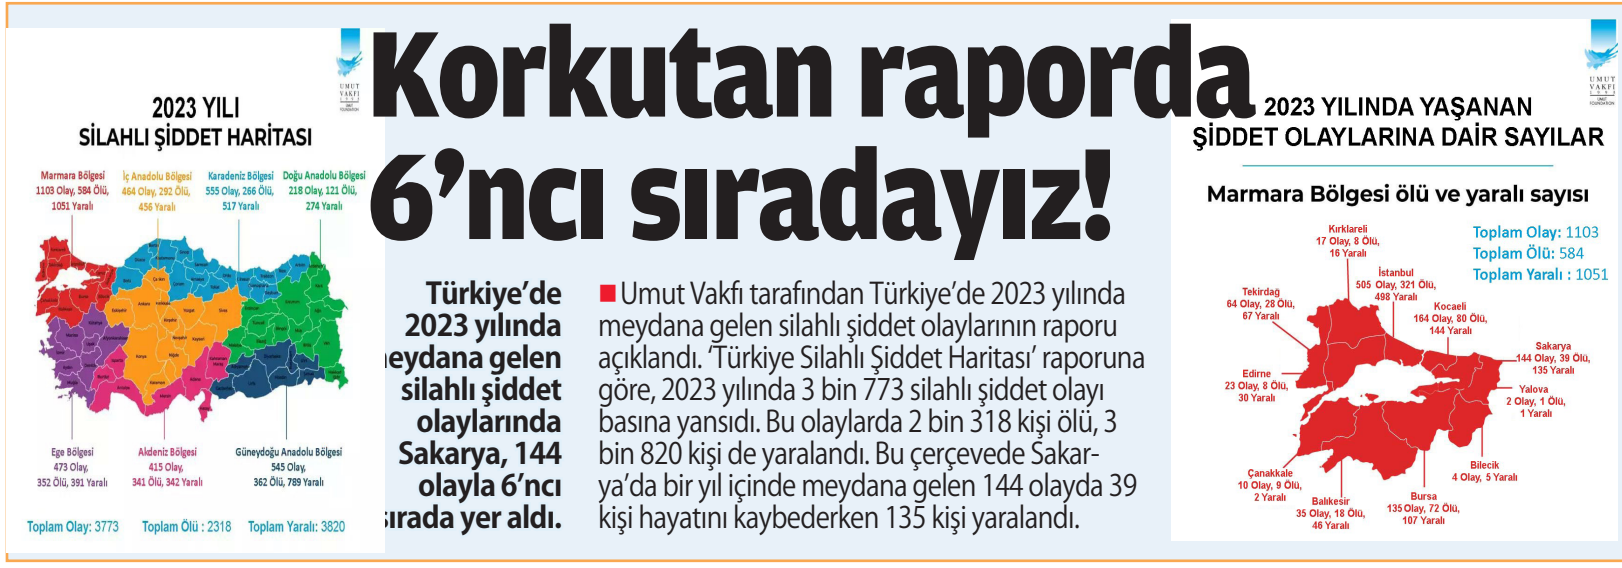 Korkutan raporda
6'ncı sıradayız!
UMUT
VAKFI
2023 YILI
SİLAHLI ŞİDDET HARİTASI
Marmara Bölgesi
1103 Olay, 584 Ölü,
1051 Yaralı
İç Anadolu Bölgesi
464 Olay, 292 Ölü,
456 Yaralı
Karadeniz Bölgesi
555 Olay, 266 Ölü,
517 Yaralı
Doğu Anadolu Bölgesi
218 Olay, 121 Ölü,
274 Yaralı
Ege Bölgesi
473 Olay,
352 Ölü, 391 Yaralı
Akdeniz Bölgesi
415 Olay,
341 Ölü, 342 Yaralı
Güneydoğu Anadolu Bölgesi
545 Olay,
362 Ölü, 789 Yaralı
Toplam Olay: 3773 Toplam Ölü : 2318 Toplam Yaralı: 3820
Türkiye'de
2023 yılında
meydana gelen
silahlı şiddet
olaylarında
Sakarya, 144
olayla 6'ncı
sırada yer aldı.
Umut Vakfı tarafından Türkiye'de 2023 yılında
meydana gelen silahlı şiddet olaylarının raporu
açıklandı. 'Türkiye Silahlı Şiddet Haritası' raporuna
göre, 2023 yılında 3 bin 773 silahlı şiddet olayı
basına yansıdı. Bu olaylarda 2 bin 318 kişi ölü, 3
bin 820 kişi de yaralandı. Bu çerçevede Sakar-
ya'da bir yıl içinde meydana gelen 144 olayda 39
kişi hayatını kaybederken 135 kişi yaralandı.
UMUT
VAKFI
2023 YILINDA YAŞANAN
ŞİDDET OLAYLARINA DAİR SAYILAR
Marmara Bölgesi ölü ve yaralı sayısı
Toplam Olay: 1103
Toplam Ölü: 584
Toplam Yaralı : 1051
Kırklareli
17 Olay, 8 Ölü,
16 Yaralı
İstanbul
505 Olay, 321 Ölü,
498 Yaralı
Tekirdağ
64 Olay, 28 Ölü,
67 Yaralı
Kocaeli
164 Olay, 80 Ölü,
144 Yaralı
Sakarya
144 Olay, 39 Ölü,
135 Yaralı
Edirne
23 Olay, 8 Ölü,
30 Yaralı
Yalova
2 Olay, 1 Ölü,
1 Yaralı
Çanakkale
10 Olay, 9 Ölü,
2 Yaralı
Balıkesir
35 Olay, 18 Ölü,
46 Yaralı
Bursa
135 Olay, 72 Ölü,
107 Yaralı
Bilecik
4 Olay, 5 Yaralı